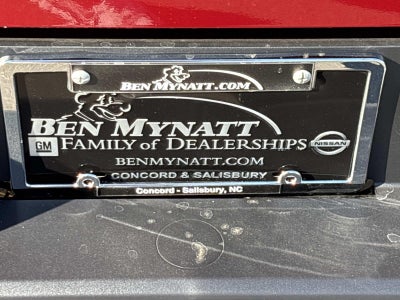 BEN MYNATT.COM
BEN MYNATT
GM FAMILY OF DEALERSHIPS NISSAN
BENMYNATT.COM
CONCORD & SALISBURY
Concord - Salisbury, NC